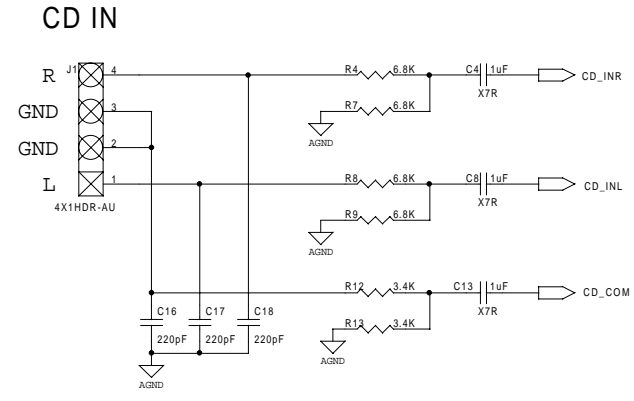 CD IN
J1
R 4
GND 3
GND 2
L 1
4X1HDR-AU
R4 6.8K C4 1uF CD_INR
X7R
R7 6.8K
AGND
R8 6.8K C8 1uF CD_INL
X7R
R9 6.8K
AGND
R12 3.4K C13 1uF CD_COM
X7R
C16 C17 C18
R13 3.4K
220pF 220pF 220pF
AGND
AGND